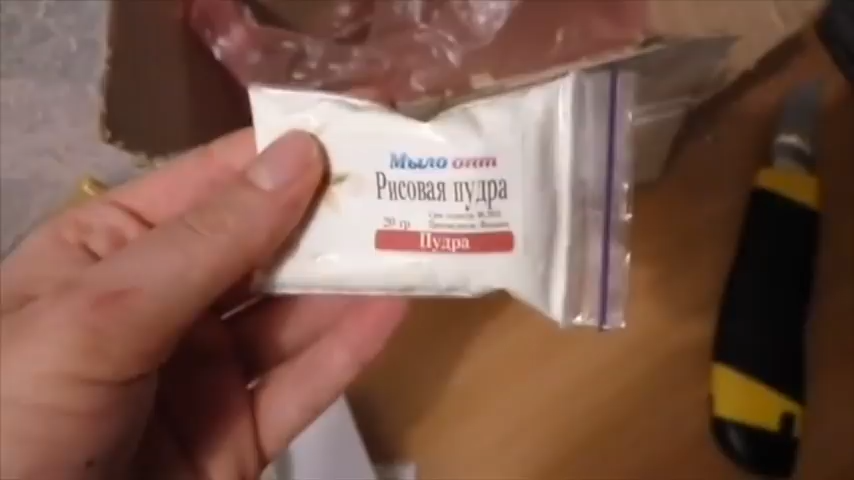 Мыло опт
Рисовая пудра
20 гр
Пудра